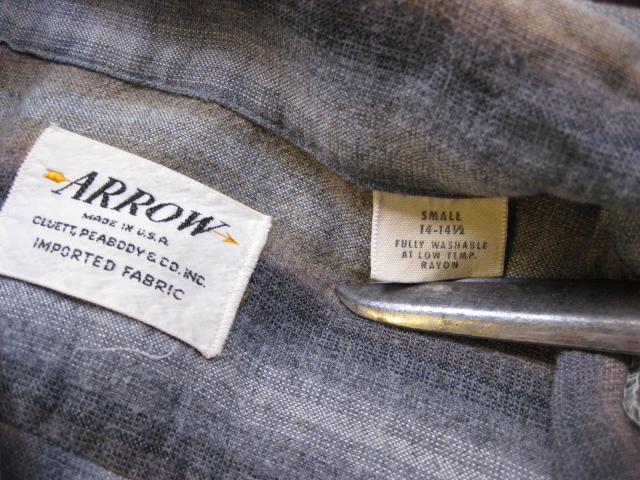 ARROW
MADE IN U.S.A.
CLUETT, PEABODY & CO. INC.
IMPORTED FABRIC
SMALL
14-14½
FULLY WASHABLE
AT LOW TEMP.
RAYON